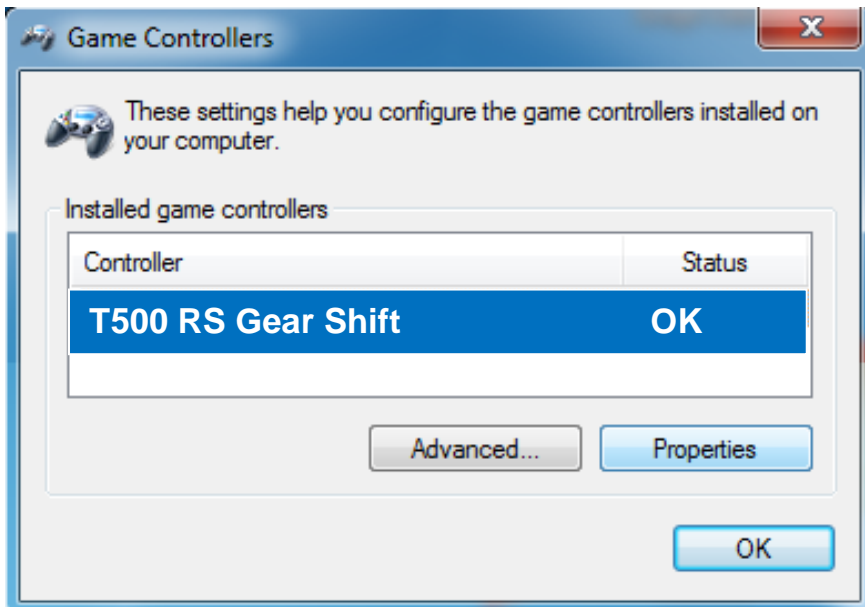 Game Controllers
These settings help you configure the game controllers installed on
your computer.
Installed game controllers
Controller Status
T500 RS Gear Shift OK
Advanced... Properties
OK